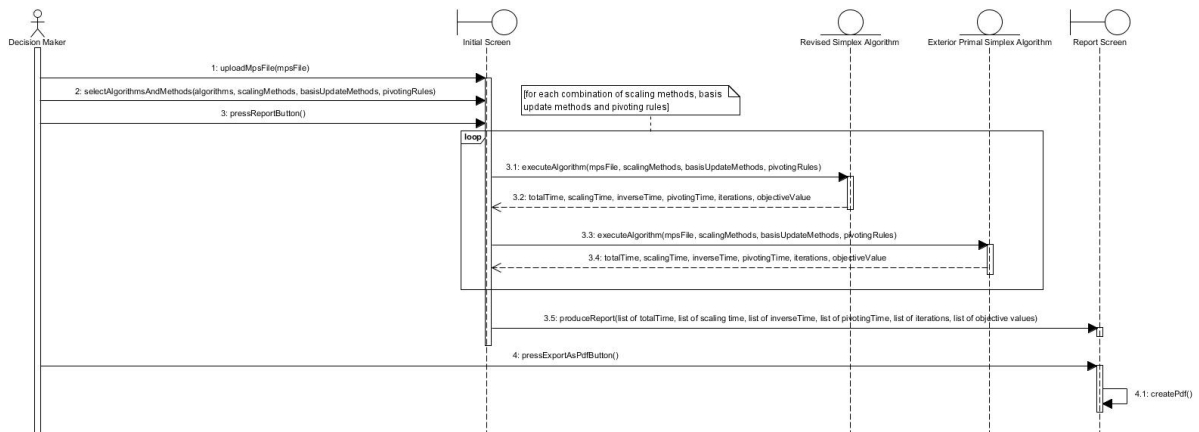 Decision Maker
Initial Screen
Revised Simplex Algorithm
Exterior Primal Simplex Algorithm
Report Screen
1: uploadMpsFile(mpsFile)
2: selectAlgorithmsAndMethods(algorithms, scalingMethods, basisUpdateMethods, pivotingRules)
3: pressReportButton()
[for each combination of scaling methods, basis
update methods and pivoting rules]
loop
3.1: executeAlgorithm(mpsFile, scalingMethods, basisUpdateMethods, pivotingRules)
3.2: totalTime, scalingTime, inverseTime, pivotingTime, iterations, objectiveValue
3.3: executeAlgorithm(mpsFile, scalingMethods, basisUpdateMethods, pivotingRules)
3.4: totalTime, scalingTime, inverseTime, pivotingTime, iterations, objectiveValue
3.5: produceReport(list of totalTime, list of scaling time, list of inverseTime, list of pivotingTime, list of iterations, list of objective values)
4: pressExportAsPdfButton()
4.1: createPdf()